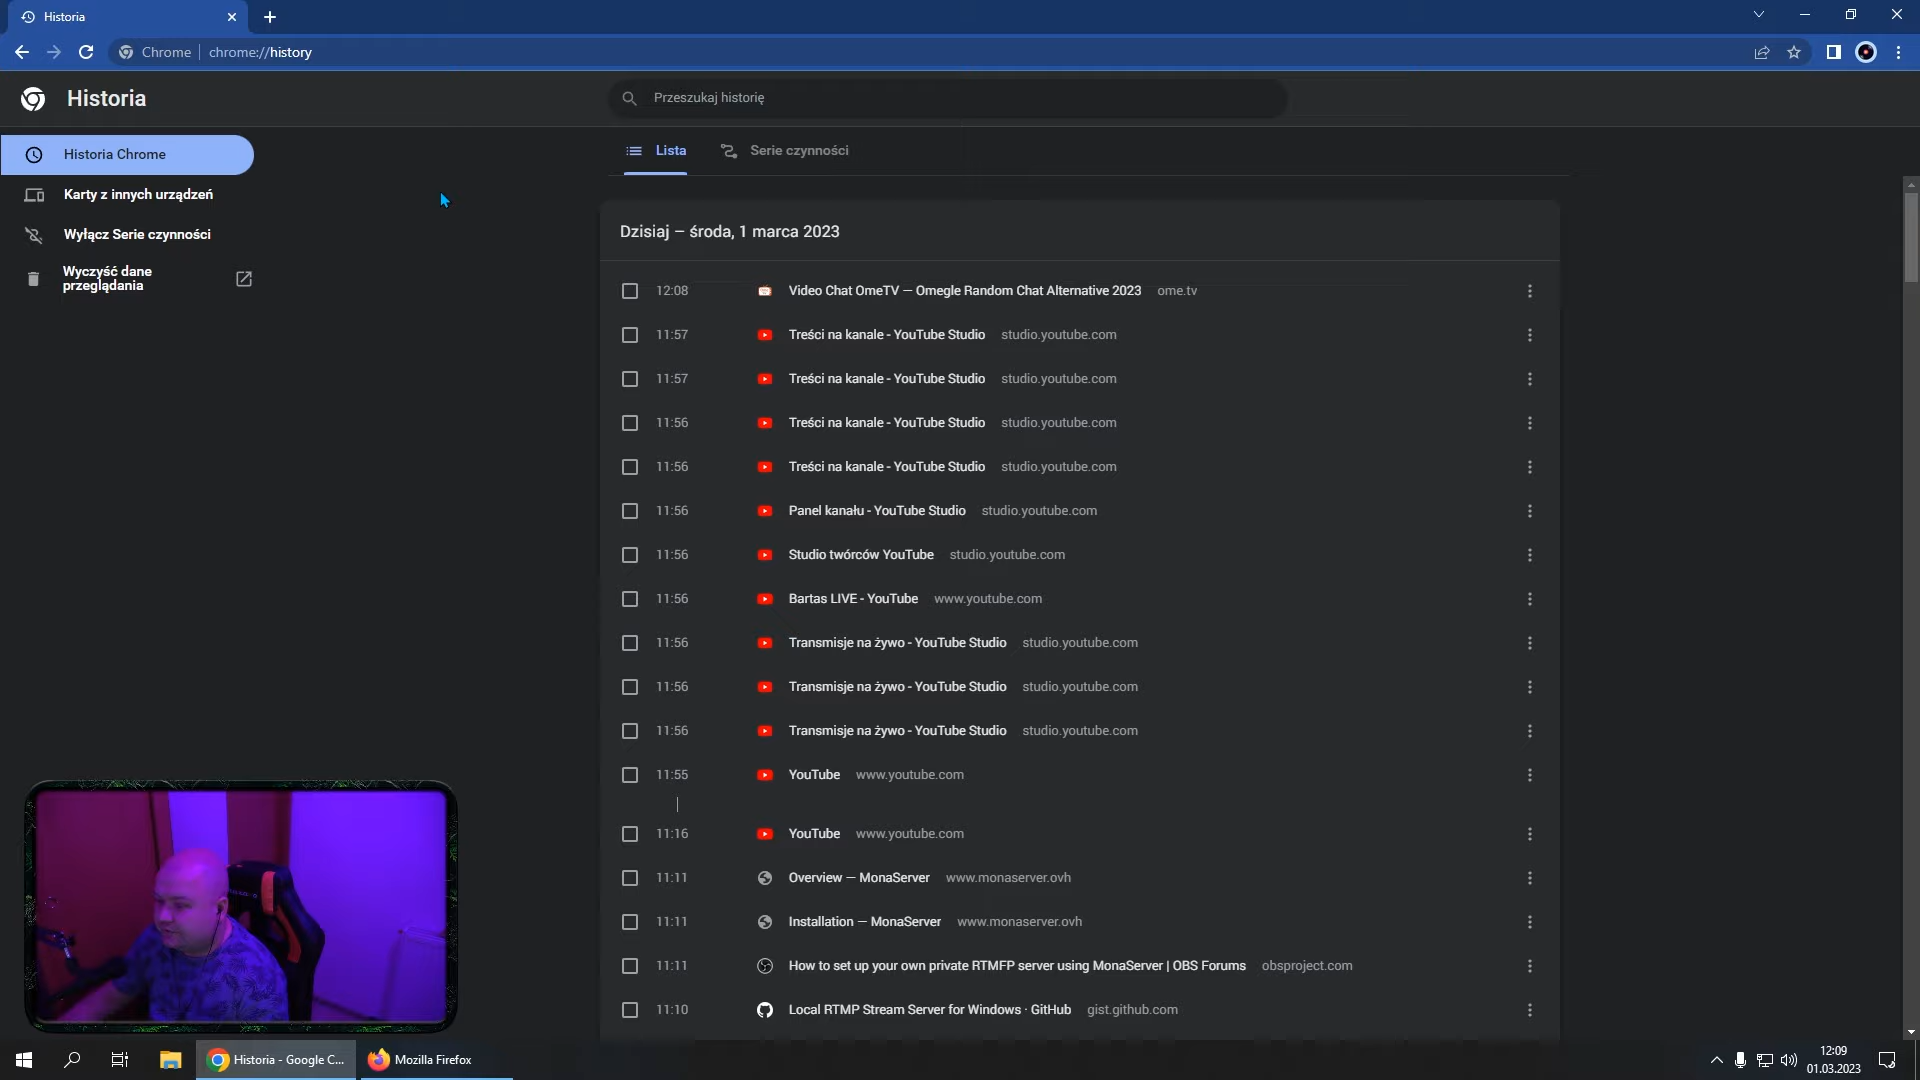 Historia
Chrome
chrome://history
Historia
Przeszukaj historię
Historia Chrome
Karty z innych urządzeń
Wyłącz Serie czynności
Wyczyść dane
przeglądania
Lista
Serie czynności
Dzisiaj – środa, 1 marca 2023
12:08 Video Chat OmeTV — Omegle Random Chat Alternative 2023 ome.tv
11:57 Treści na kanale - YouTube Studio studio.youtube.com
11:57 Treści na kanale - YouTube Studio studio.youtube.com
11:56 Treści na kanale - YouTube Studio studio.youtube.com
11:56 Treści na kanale - YouTube Studio studio.youtube.com
11:56 Panel kanału - YouTube Studio studio.youtube.com
11:56 Studio twórców YouTube studio.youtube.com
11:56 Bartas LIVE - YouTube www.youtube.com
11:56 Transmisje na żywo - YouTube Studio studio.youtube.com
11:56 Transmisje na żywo - YouTube Studio studio.youtube.com
11:56 Transmisje na żywo - YouTube Studio studio.youtube.com
11:55 YouTube www.youtube.com
11:16 YouTube www.youtube.com
11:11 Overview — MonaServer www.monaserver.ovh
11:11 Installation — MonaServer www.monaserver.ovh
11:11 How to set up your own private RTMFP server using MonaServer | OBS Forums obsproject.com
11:10 Local RTMP Stream Server for Windows · GitHub gist.github.com
Historia - Google C...
Mozilla Firefox
12:09
01.03.2023